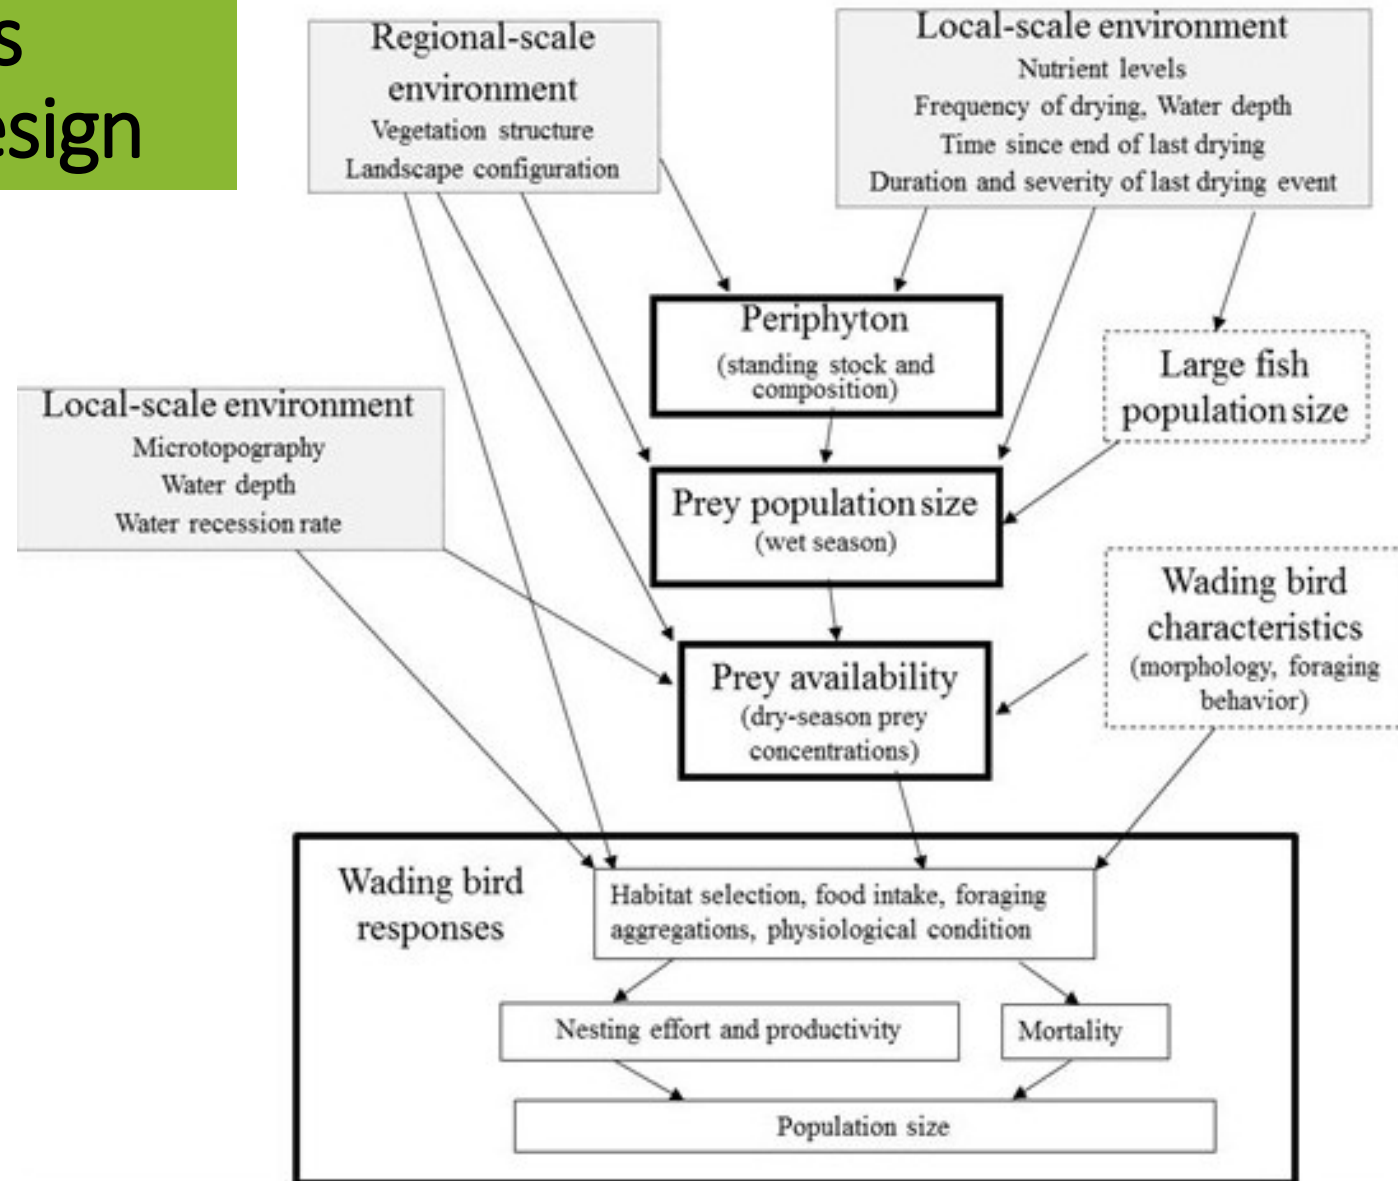 s
esign
Regional-scale
environment
Vegetation structure
Landscape configuration
Local-scale environment
Nutrient levels
Frequency of drying, Water depth
Time since end of last drying
Duration and severity of last drying event
Periphyton
(standing stock and
composition)
Large fish
population size
Local-scale environment
Microtopography
Water depth
Water recession rate
Prey population size
(wet season)
Wading bird
characteristics
(morphology, foraging
behavior)
Prey availability
(dry-season prey
concentrations)
Wading bird
responses
Habitat selection, food intake, foraging
aggregations, physiological condition
Nesting effort and productivity
Mortality
Population size